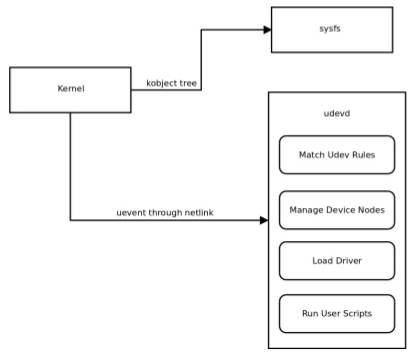 sysfs
kobject tree
Kernel
udevd
Match Udev Rules
Manage Device Nodes
uevent through netlink
Load Driver
Run User Scripts